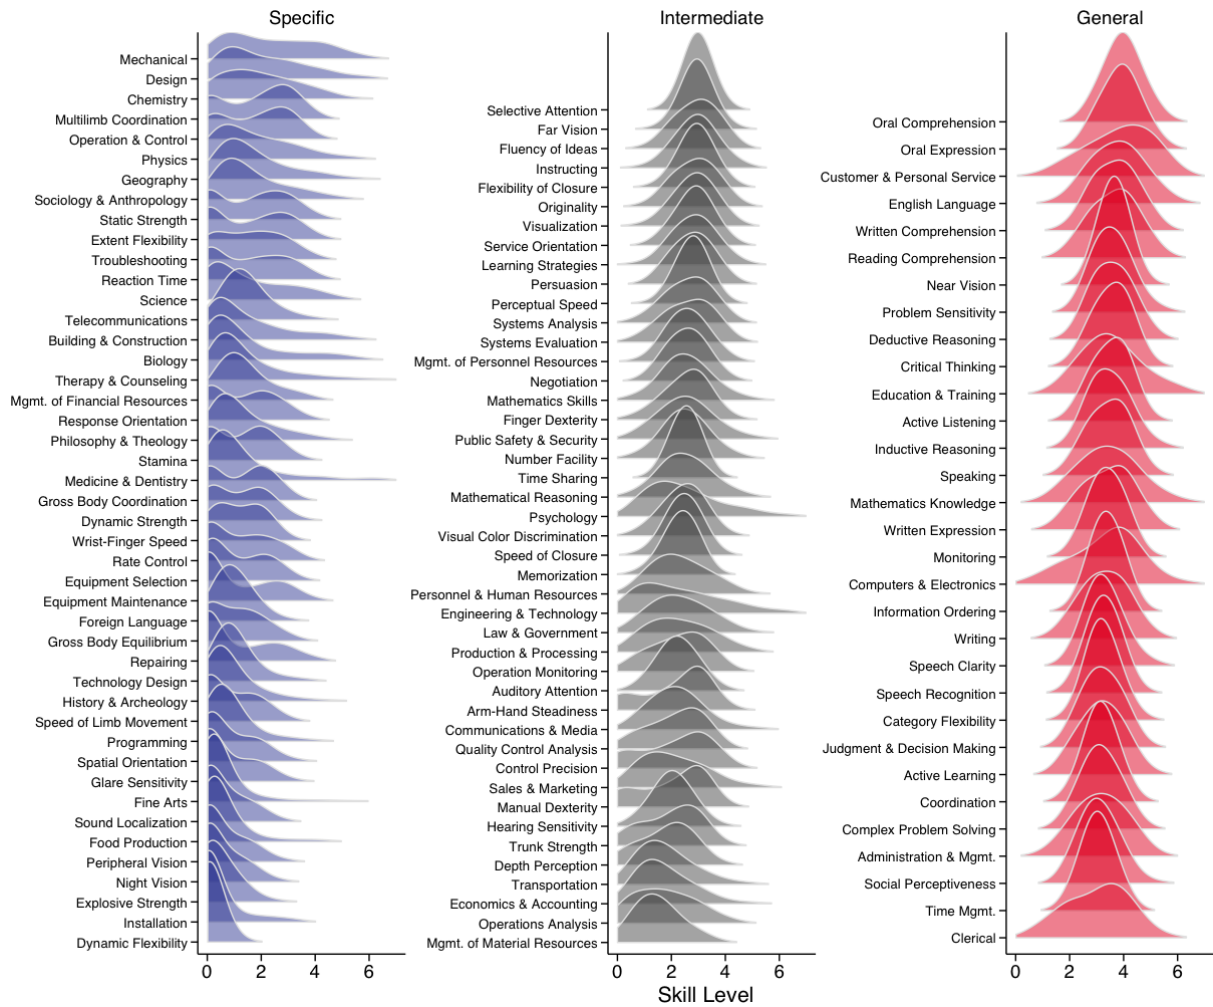 Specific
Mechanical
Design
Chemistry
Multilimb Coordination
Operation & Control
Physics
Geography
Sociology & Anthropology
Static Strength
Extent Flexibility
Troubleshooting
Reaction Time
Science
Telecommunications
Building & Construction
Biology
Therapy & Counseling
Mgmt. of Financial Resources
Response Orientation
Philosophy & Theology
Stamina
Medicine & Dentistry
Gross Body Coordination
Dynamic Strength
Wrist-Finger Speed
Rate Control
Equipment Selection
Equipment Maintenance
Foreign Language
Gross Body Equilibrium
Repairing
Technology Design
History & Archeology
Speed of Limb Movement
Programming
Spatial Orientation
Glare Sensitivity
Fine Arts
Sound Localization
Food Production
Peripheral Vision
Night Vision
Explosive Strength
Installation
Dynamic Flexibility
0 2 4 6
Intermediate
Selective Attention
Far Vision
Fluency of Ideas
Instructing
Flexibility of Closure
Originality
Visualization
Service Orientation
Learning Strategies
Persuasion
Perceptual Speed
Systems Analysis
Systems Evaluation
Mgmt. of Personnel Resources
Negotiation
Mathematics Skills
Finger Dexterity
Public Safety & Security
Number Facility
Time Sharing
Mathematical Reasoning
Psychology
Visual Color Discrimination
Speed of Closure
Memorization
Personnel & Human Resources
Engineering & Technology
Law & Government
Production & Processing
Operation Monitoring
Auditory Attention
Arm-Hand Steadiness
Communications & Media
Quality Control Analysis
Control Precision
Sales & Marketing
Manual Dexterity
Hearing Sensitivity
Trunk Strength
Depth Perception
Transportation
Economics & Accounting
Operations Analysis
Mgmt. of Material Resources
0 2 4 6
Skill Level
General
Oral Comprehension
Oral Expression
Customer & Personal Service
English Language
Written Comprehension
Reading Comprehension
Near Vision
Problem Sensitivity
Deductive Reasoning
Critical Thinking
Education & Training
Active Listening
Inductive Reasoning
Speaking
Mathematics Knowledge
Written Expression
Monitoring
Computers & Electronics
Information Ordering
Writing
Speech Clarity
Speech Recognition
Category Flexibility
Judgment & Decision Making
Active Learning
Coordination
Complex Problem Solving
Administration & Mgmt.
Social Perceptiveness
Time Mgmt.
Clerical
0 2 4 6